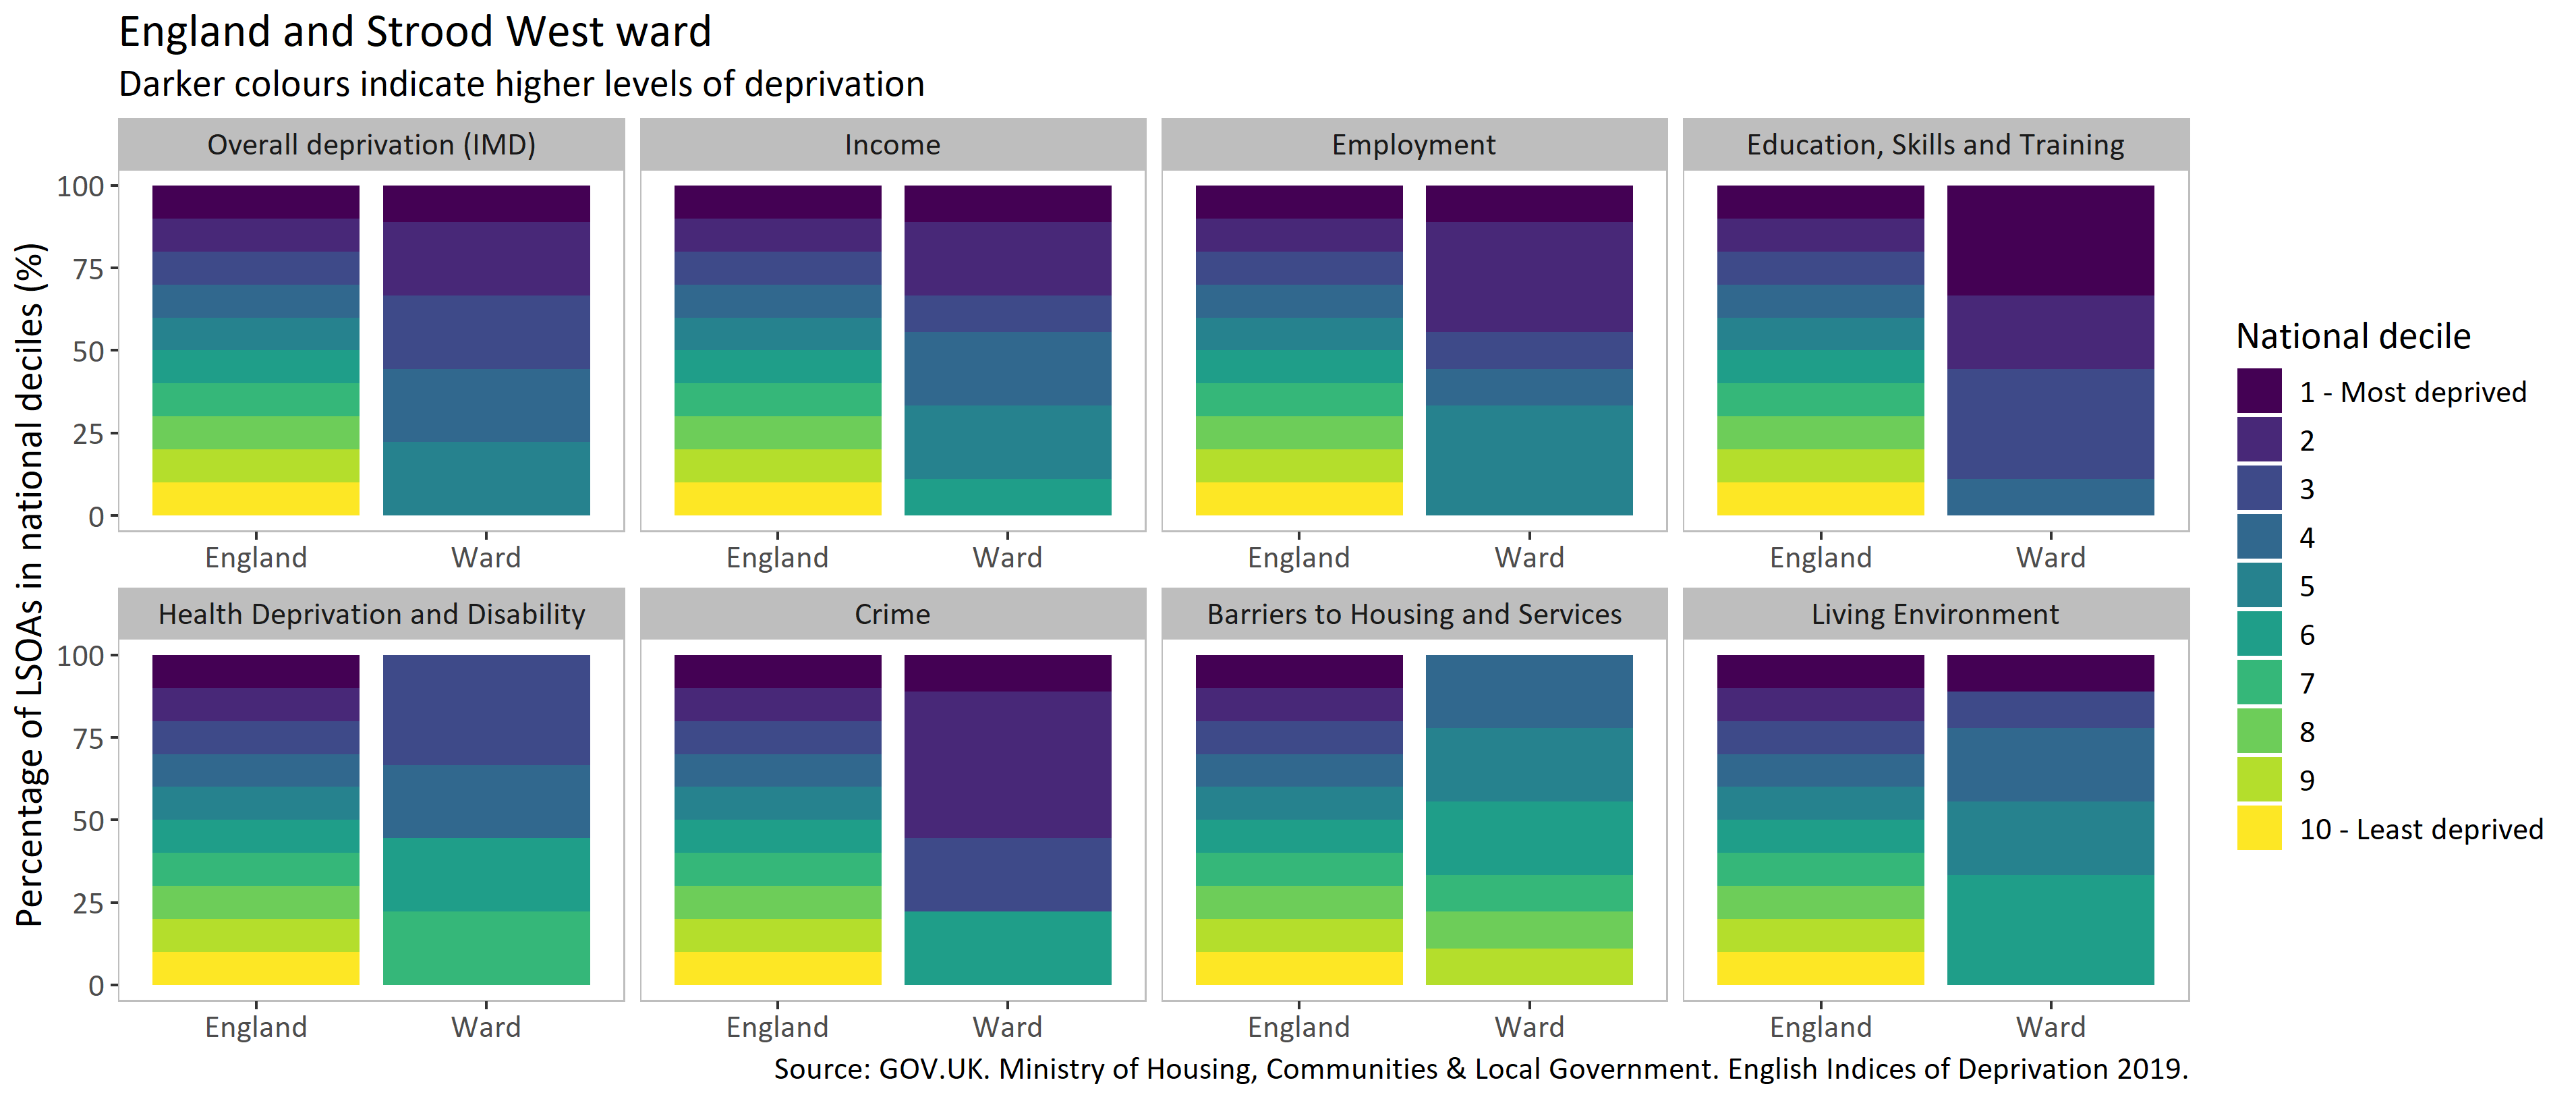 England and Strood West ward
Darker colours indicate higher levels of deprivation
Percentage of LSOAs in national deciles (%)
Overall deprivation (IMD)
Income
Employment
Education, Skills and Training
100
75
50
25
0
England
Ward
England
Ward
England
Ward
England
Ward
Health Deprivation and Disability
Crime
Barriers to Housing and Services
Living Environment
100
75
50
25
0
England
Ward
England
Ward
England
Ward
England
Ward
National decile
1 - Most deprived
2
3
4
5
6
7
8
9
10 - Least deprived
Source: GOV.UK. Ministry of Housing, Communities & Local Government. English Indices of Deprivation 2019.